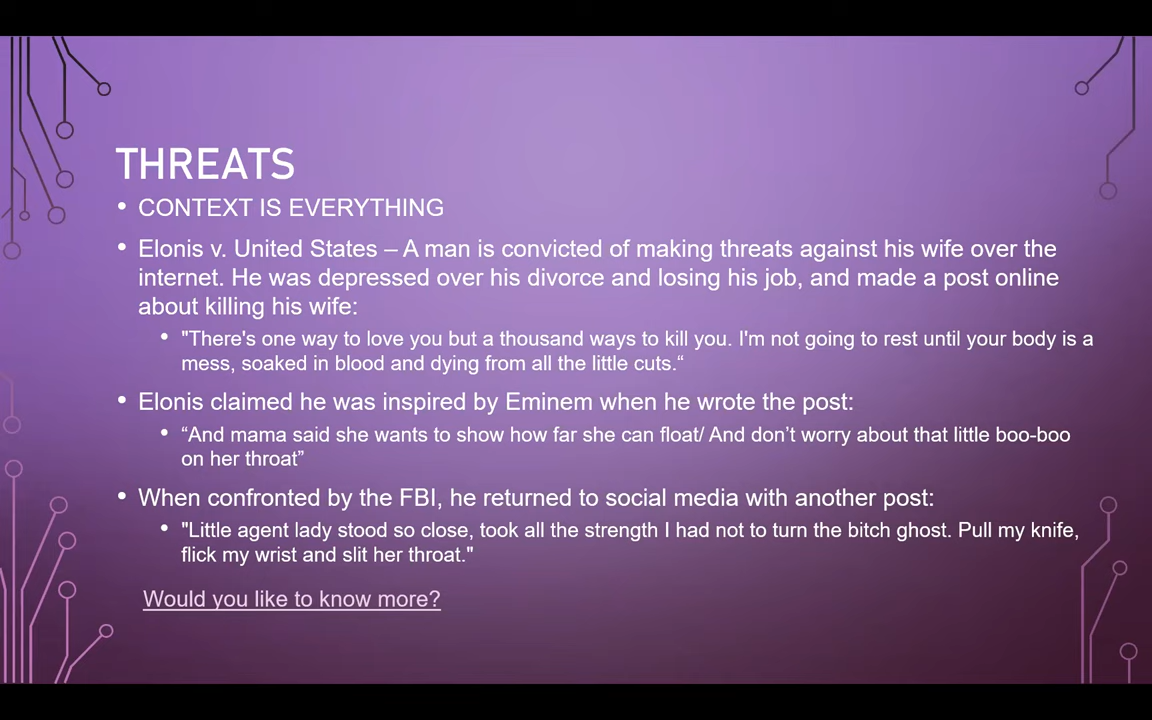 THREATS
• CONTEXT IS EVERYTHING
• Elonis v. United States – A man is convicted of making threats against his wife over the
internet. He was depressed over his divorce and losing his job, and made a post online
about killing his wife:
• "There's one way to love you but a thousand ways to kill you. I'm not going to rest until your body is a
mess, soaked in blood and dying from all the little cuts.“
• Elonis claimed he was inspired by Eminem when he wrote the post:
• “And mama said she wants to show how far she can float/ And don’t worry about that little boo-boo
on her throat”
• When confronted by the FBI, he returned to social media with another post:
• "Little agent lady stood so close, took all the strength I had not to turn the bitch ghost. Pull my knife,
flick my wrist and slit her throat."
Would you like to know more?